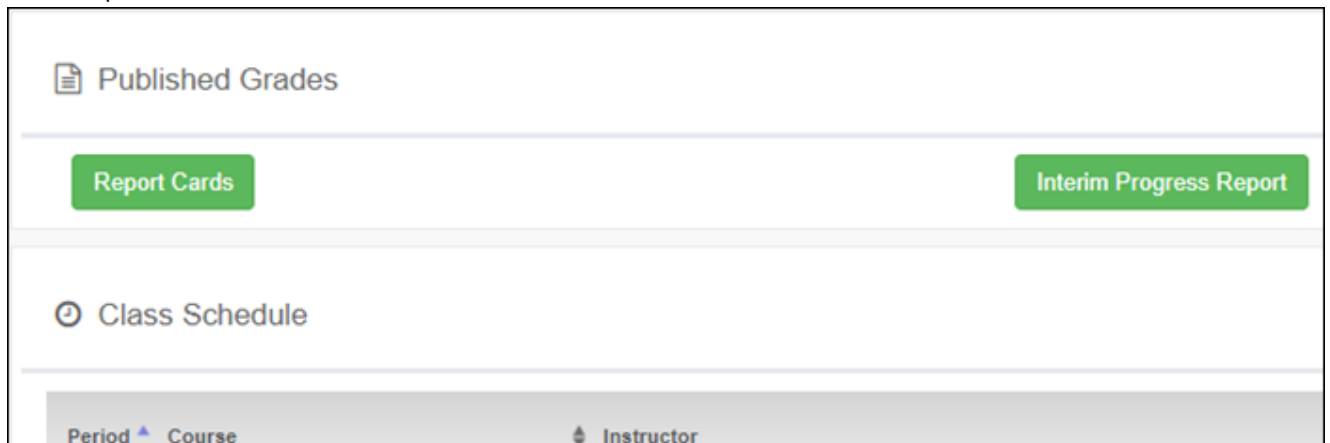 Published Grades
Report Cards Interim Progress Report
Class Schedule
Period Course Instructor